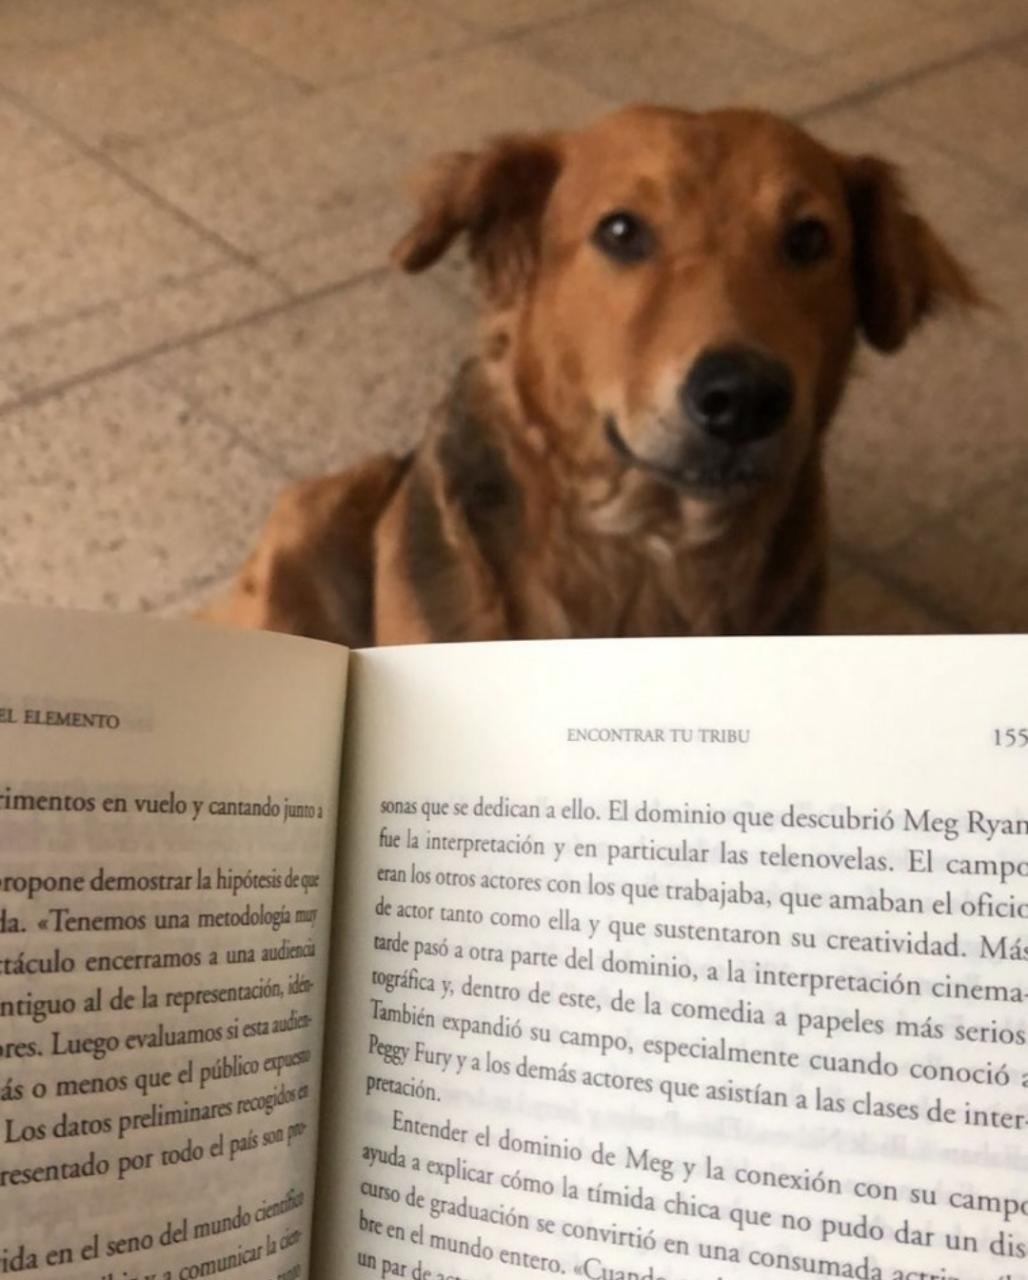 EL ELEMENTO
rimentos en vuelo y cantando junto a
propone demostrar la hipótesis de que
da. «Tenemos una metodología muy
ctáculo encerramos a una audiencia
ntiguo al de la representación, idén-
ores. Luego evaluamos si esta audien-
ás o menos que el público expuesto
Los datos preliminares recogidos en
resentado por todo el país son pro-
ida en el seno del mundo científico
y a comunicar la cien-
ENCONTRAR TU TRIBU 155
sonas que se dedican a ello. El dominio que descubrió Meg Ryan
fue la interpretación y en particular las telenovelas. El campo
eran los otros actores con los que trabajaba, que amaban el oficio
de actor tanto como ella y que sustentaron su creatividad. Más
tarde pasó a otra parte del dominio, a la interpretación cinema-
tográfica y, dentro de este, de la comedia a papeles más serios.
También expandió su campo, especialmente cuando conoció a
Peggy Fury y a los demás actores que asistían a las clases de inter-
pretación.
Entender el dominio de Meg y la conexión con su campo
ayuda a explicar cómo la tímida chica que no pudo dar un dis-
curso de graduación se convirtió en una consumada actriz
bre en el mundo entero. «Cuando
un par de